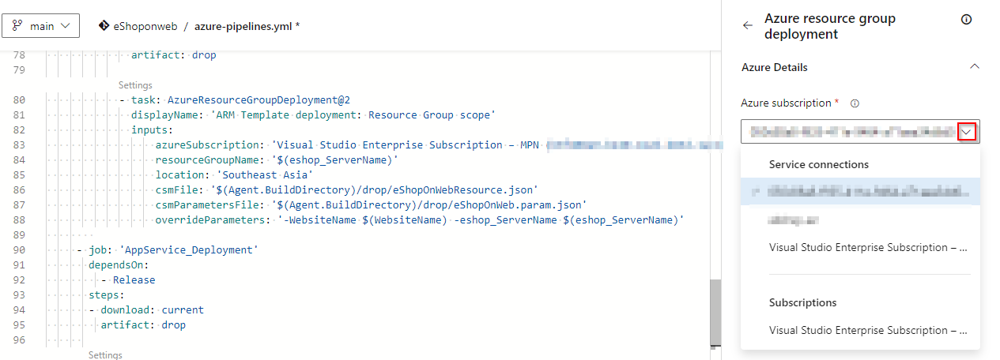 main
eShoponweb / azure-pipelines.yml *
78 artifact: drop
79
Settings
80 - task: AzureResourceGroupDeployment@2
81 displayName: 'ARM Template deployment: Resource Group scope'
82 inputs:
83 azureSubscription: 'Visual Studio Enterprise Subscription – MPN
84 resourceGroupName: '$(eshop_ServerName)'
85 location: 'Southeast Asia'
86 csmFile: '$(Agent.BuildDirectory)/drop/eShopOnWebResource.json'
87 csmParametersFile: '$(Agent.BuildDirectory)/drop/eShopOnWeb.param.json'
88 overrideParameters: '-WebsiteName $(WebsiteName) -eshop_ServerName $(eshop_ServerName)'
89
90 - job: 'AppService_Deployment'
91 dependsOn:
92 - Release
93 steps:
94 - download: current
95 artifact: drop
96
Settings
Azure resource group
deployment
Azure Details
Azure subscription *
Service connections
Visual Studio Enterprise Subscription – ...
Subscriptions
Visual Studio Enterprise Subscription – ...